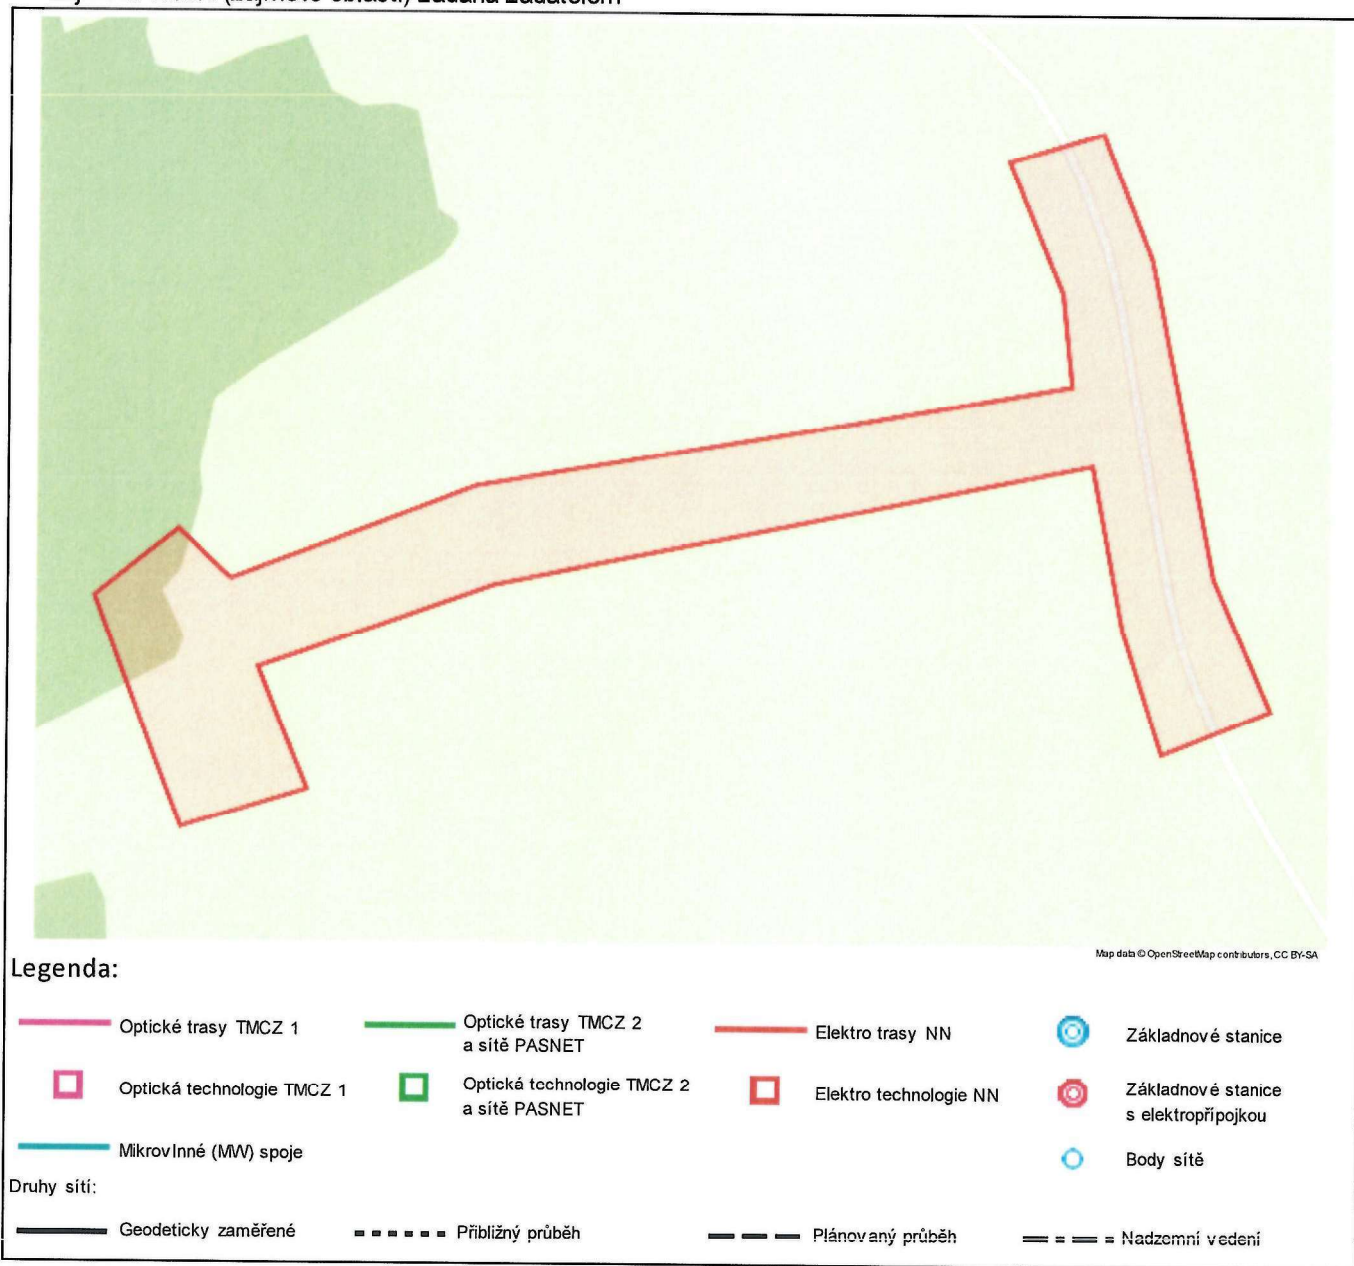 zadaná žadatelem
Map data © OpenStreetMap contributors, CC BY-SA
Legenda:
Optické trasy TMCZ 1
Optické trasy TMCZ 2
a sítě PASNET
Elektro trasy NN
Základnové stanice
Optická technologie TMCZ 1
Optická technologie TMCZ 2
a sítě PASNET
Elektro technologie NN
Základnové stanice
s elektropřípojkou
Mikrovlnné (MW) spoje
Body sítě
Druhy sítí:
Geodeticky zaměřené
Přibližný průběh
Plánovaný průběh
Nadzemní vedení